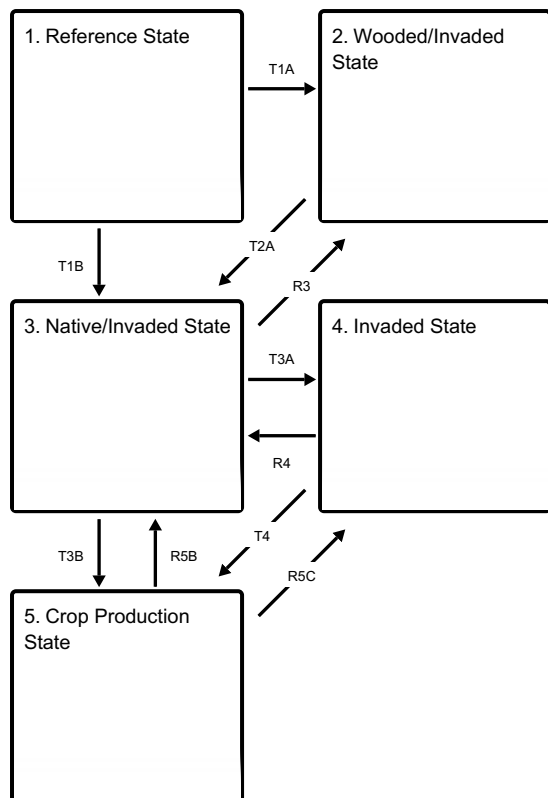 1. Reference State
2. Wooded/Invaded
State
T1A
T2A
T1B
R3
3. Native/Invaded State
4. Invaded State
T3A
R4
T4
T3B
R5B
R5C
5. Crop Production
State